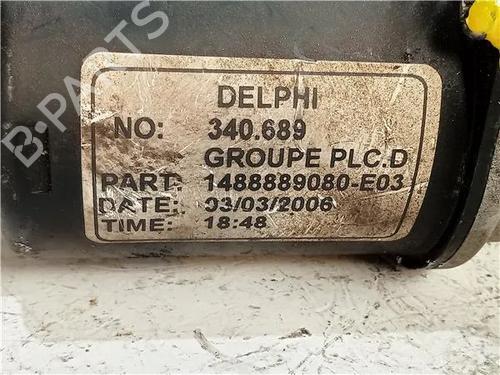 DELPHI
NO: 340.689
GROUPE PLC.D
PART: 1488889080-E03
DATE: 03/03/2006
TIME: 18:48
B-PARTS